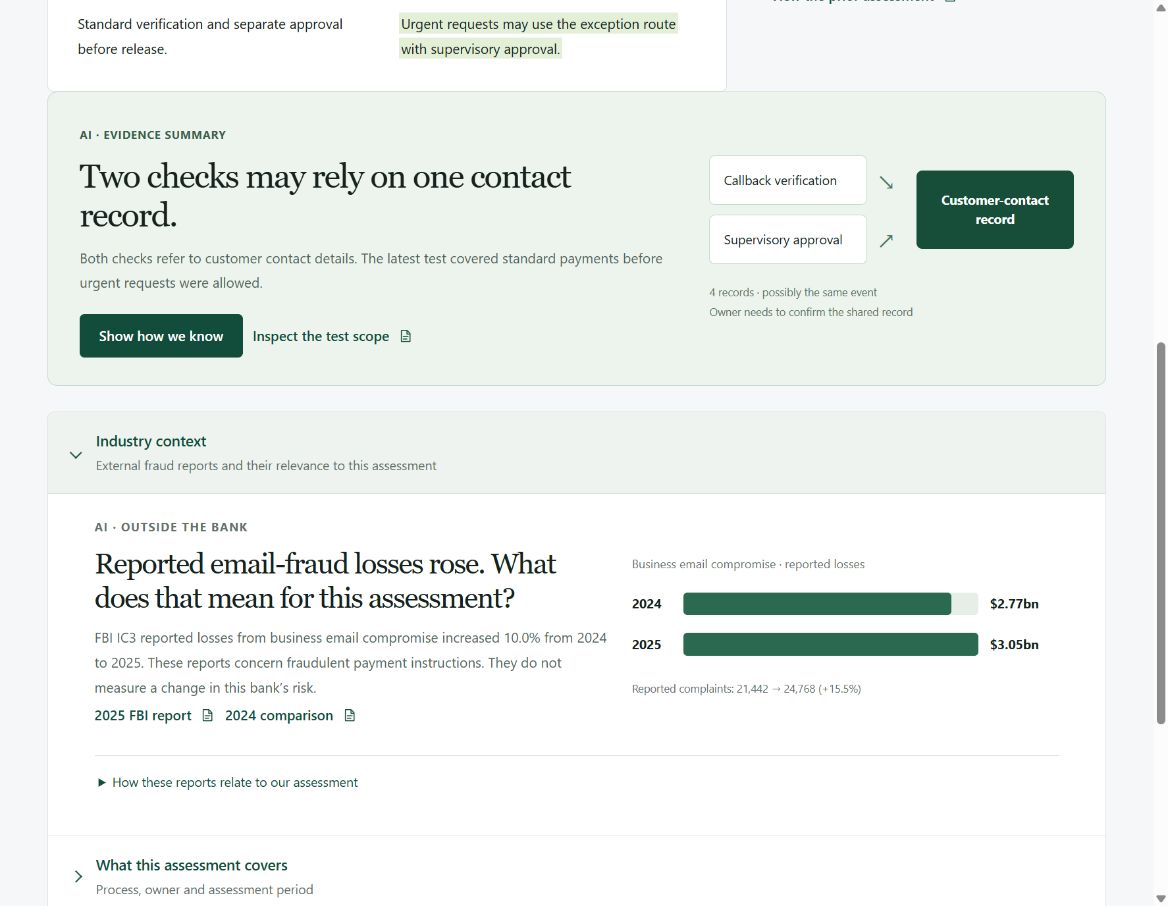 Standard verification and separate approval
before release.
Urgent requests may use the exception route
with supervisory approval.
AI · EVIDENCE SUMMARY
Two checks may rely on one contact
record.
Both checks refer to customer contact details. The latest test covered standard payments before
urgent requests were allowed.
Show how we know
Inspect the test scope
Callback verification
Supervisory approval
Customer-contact
record
4 records · possibly the same event
Owner needs to confirm the shared record
Industry context
External fraud reports and their relevance to this assessment
AI · OUTSIDE THE BANK
Reported email-fraud losses rose. What
does that mean for this assessment?
FBI IC3 reported losses from business email compromise increased 10.0% from 2024
to 2025. These reports concern fraudulent payment instructions. They do not
measure a change in this bank’s risk.
2025 FBI report
2024 comparison
Business email compromise · reported losses
2024 $2.77bn
2025 $3.05bn
Reported complaints: 21,442 → 24,768 (+15.5%)
How these reports relate to our assessment
What this assessment covers
Process, owner and assessment period